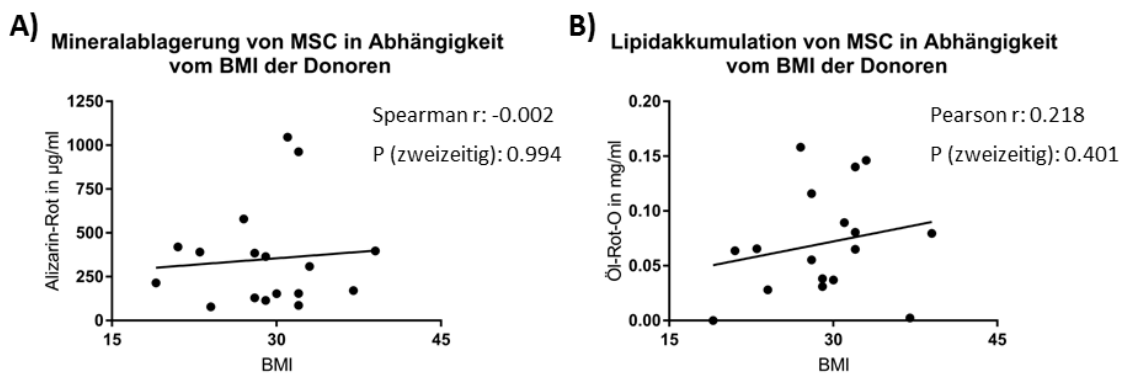 A)
Mineralablagerung von MSC in Abhängigkeit
vom BMI der Donoren
Spearman r: -0.002
P (zweizeitig): 0.994
Alizarin-Rot in µg/ml
1250
1000
750
500
250
0
15
30
45
BMI
B)
Lipidakkumulation von MSC in Abhängigkeit
vom BMI der Donoren
Pearson r: 0.218
P (zweizeitig): 0.401
Öl-Rot-O in mg/ml
0.20
0.15
0.10
0.05
0.00
15
30
45
BMI